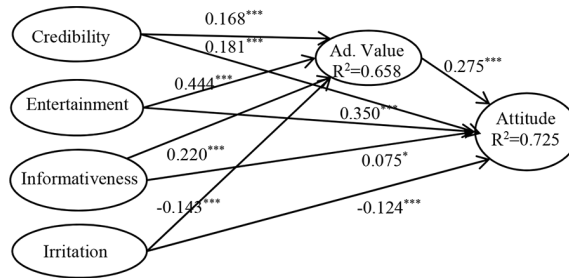 0.168***
Credibility
0.181***
Ad. Value
R²=0.658
0.275***
0.444***
Entertainment
0.350***
Attitude
R²=0.725
0.220***
0.075*
Informativeness
-0.143***
-0.124***
Irritation